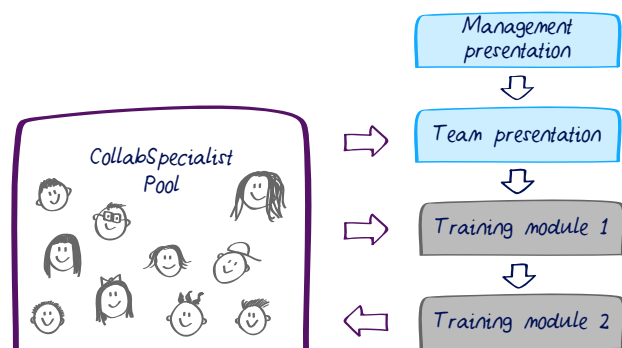 Management
presentation
Team presentation
CollabSpecialist
Pool
Training module 1
Training module 2